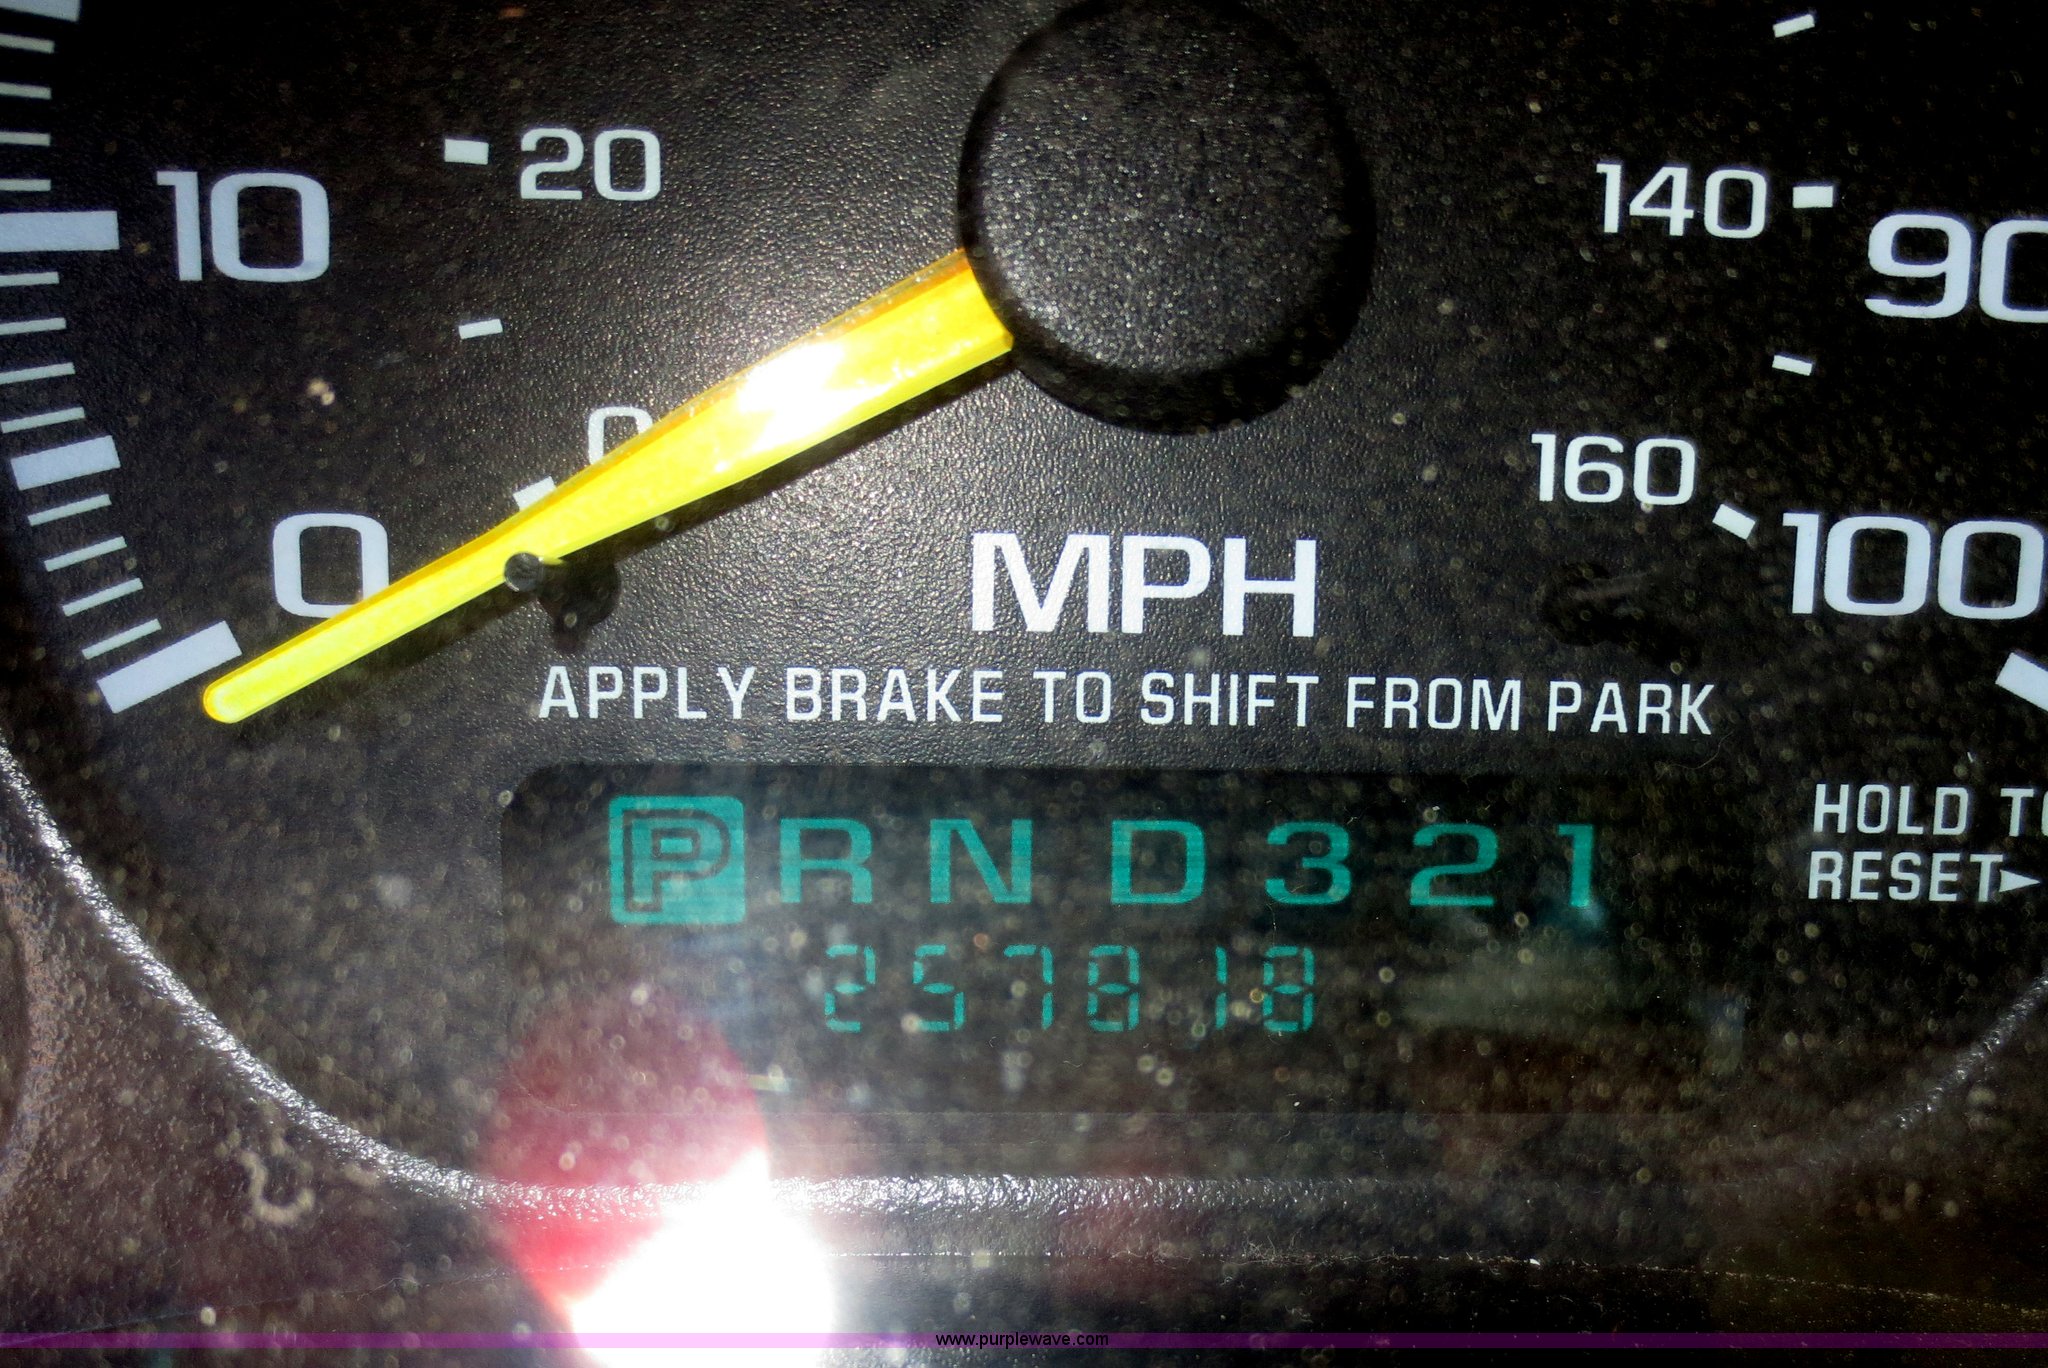 10
20
140
90
0
160
0
100
MPH
APPLY BRAKE TO SHIFT FROM PARK
HOLD TO
RESET
P R N D 3 2 1
257818
www.purplewave.com